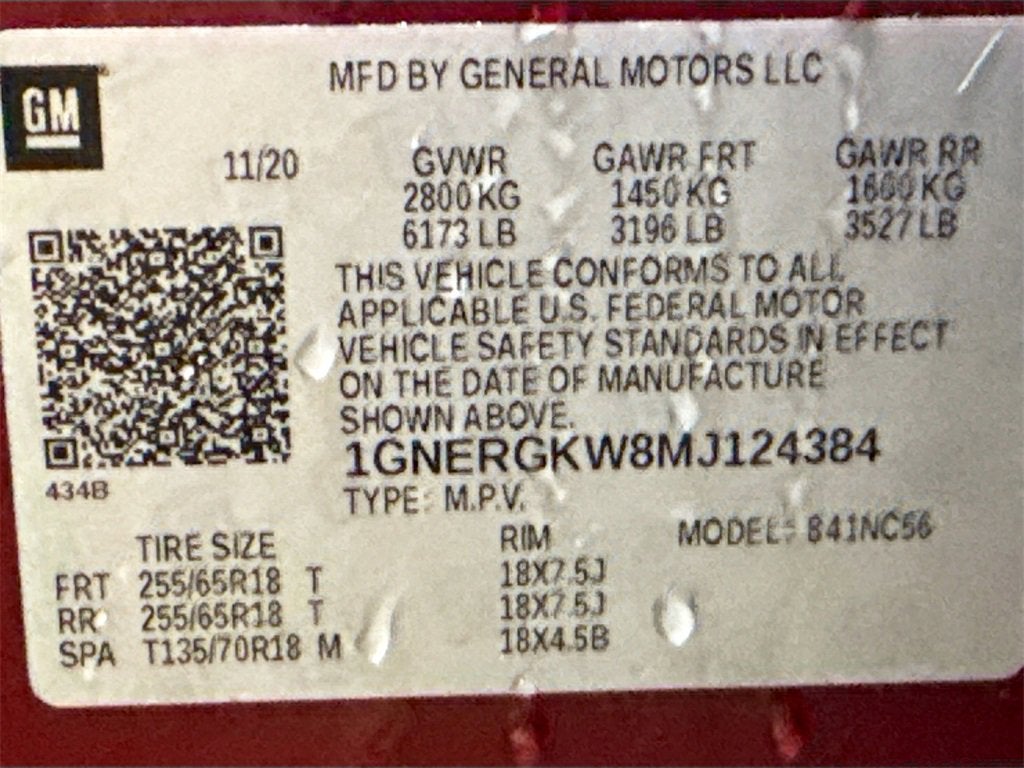 GM
MFD BY GENERAL MOTORS LLC
11/20 GVWR GAWR FRT GAWR RR
2800 KG 1450 KG 1600 KG
6173 LB 3196 LB 3527 LB
THIS VEHICLE CONFORMS TO ALL
APPLICABLE U.S. FEDERAL MOTOR
VEHICLE SAFETY STANDARDS IN EFFECT
ON THE DATE OF MANUFACTURE
SHOWN ABOVE.
1GNERGKW8MJ124384
434B
TYPE: M.P.V.
TIRE SIZE RIM MODEL: 841NC56
FRT 255/65R18 T 18X7.5J
RR 255/65R18 T 18X7.5J
SPA T135/70R18 M 18X4.5B